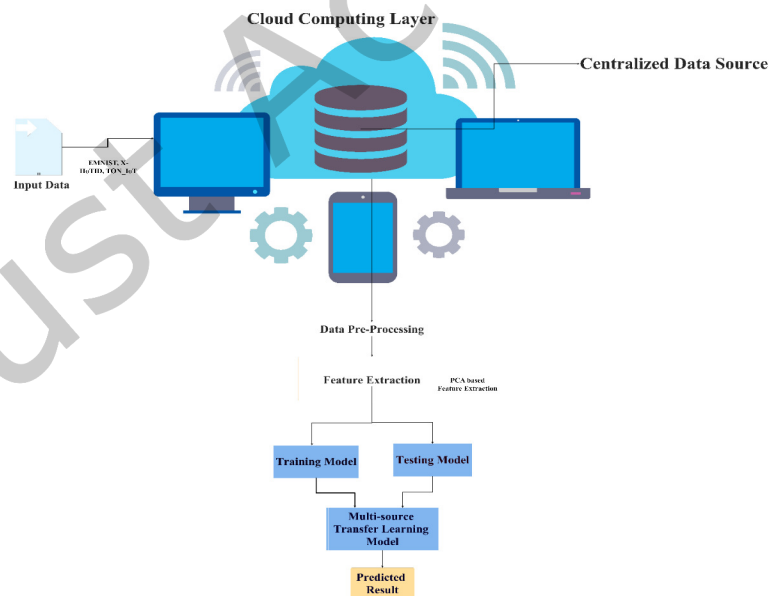 Cloud Computing Layer
Centralized Data Source
EMNIST, X-
IIoTID, TON_IoT
Input Data
Data Pre-Processing
Feature Extraction
PCA based
Feature Extraction
Training Model
Testing Model
Multi-source
Transfer Learning
Model
Predicted
Result